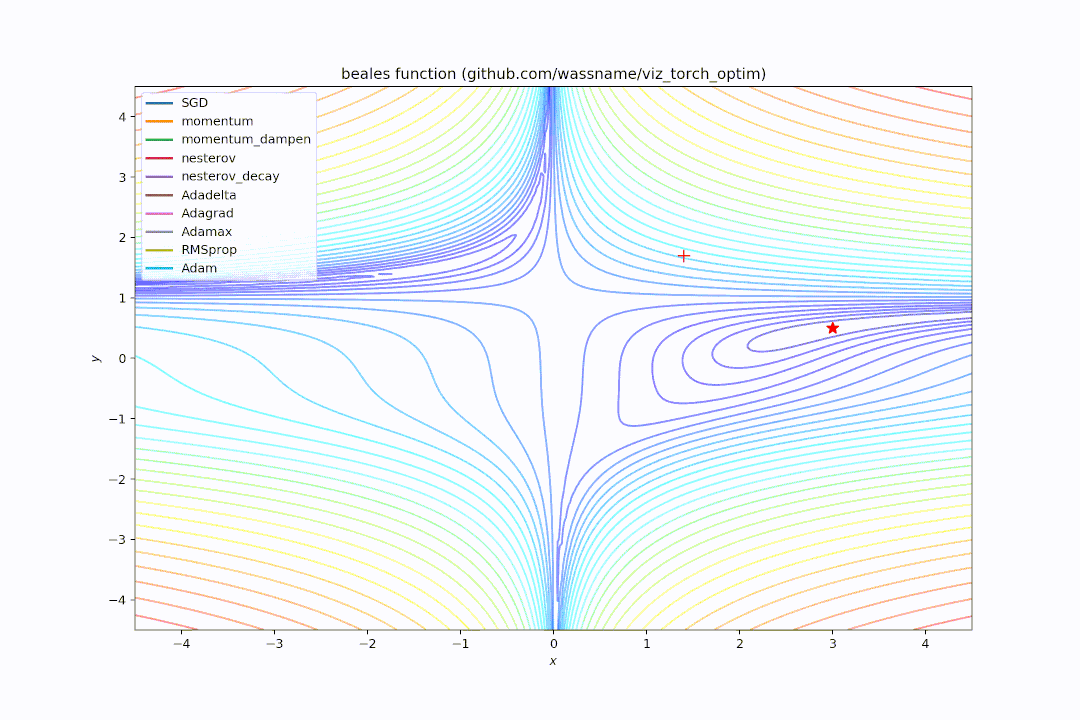 beales function (github.com/wassname/viz_torch_optim)
SGD
momentum
momentum_dampen
nesterov
nesterov_decay
Adadelta
Adagrad
Adamax
RMSprop
Adam
4
3
2
1
0
−1
−2
−3
−4
y
−4 −3 −2 −1 0 1 2 3 4
x